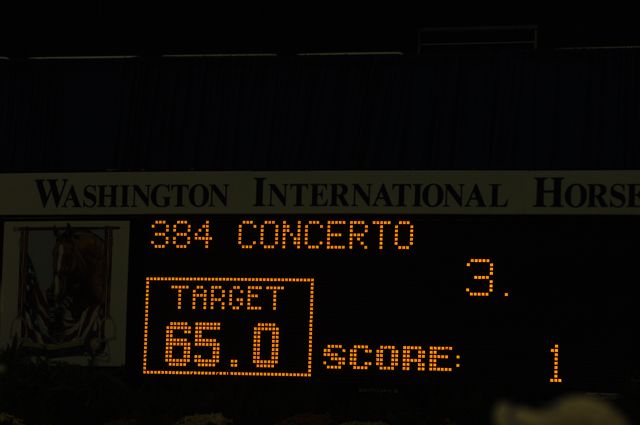 WASHINGTON INTERNATIONAL HORSE
384 CONCERTO
3.
TARGET
65.0
SCORE: 1